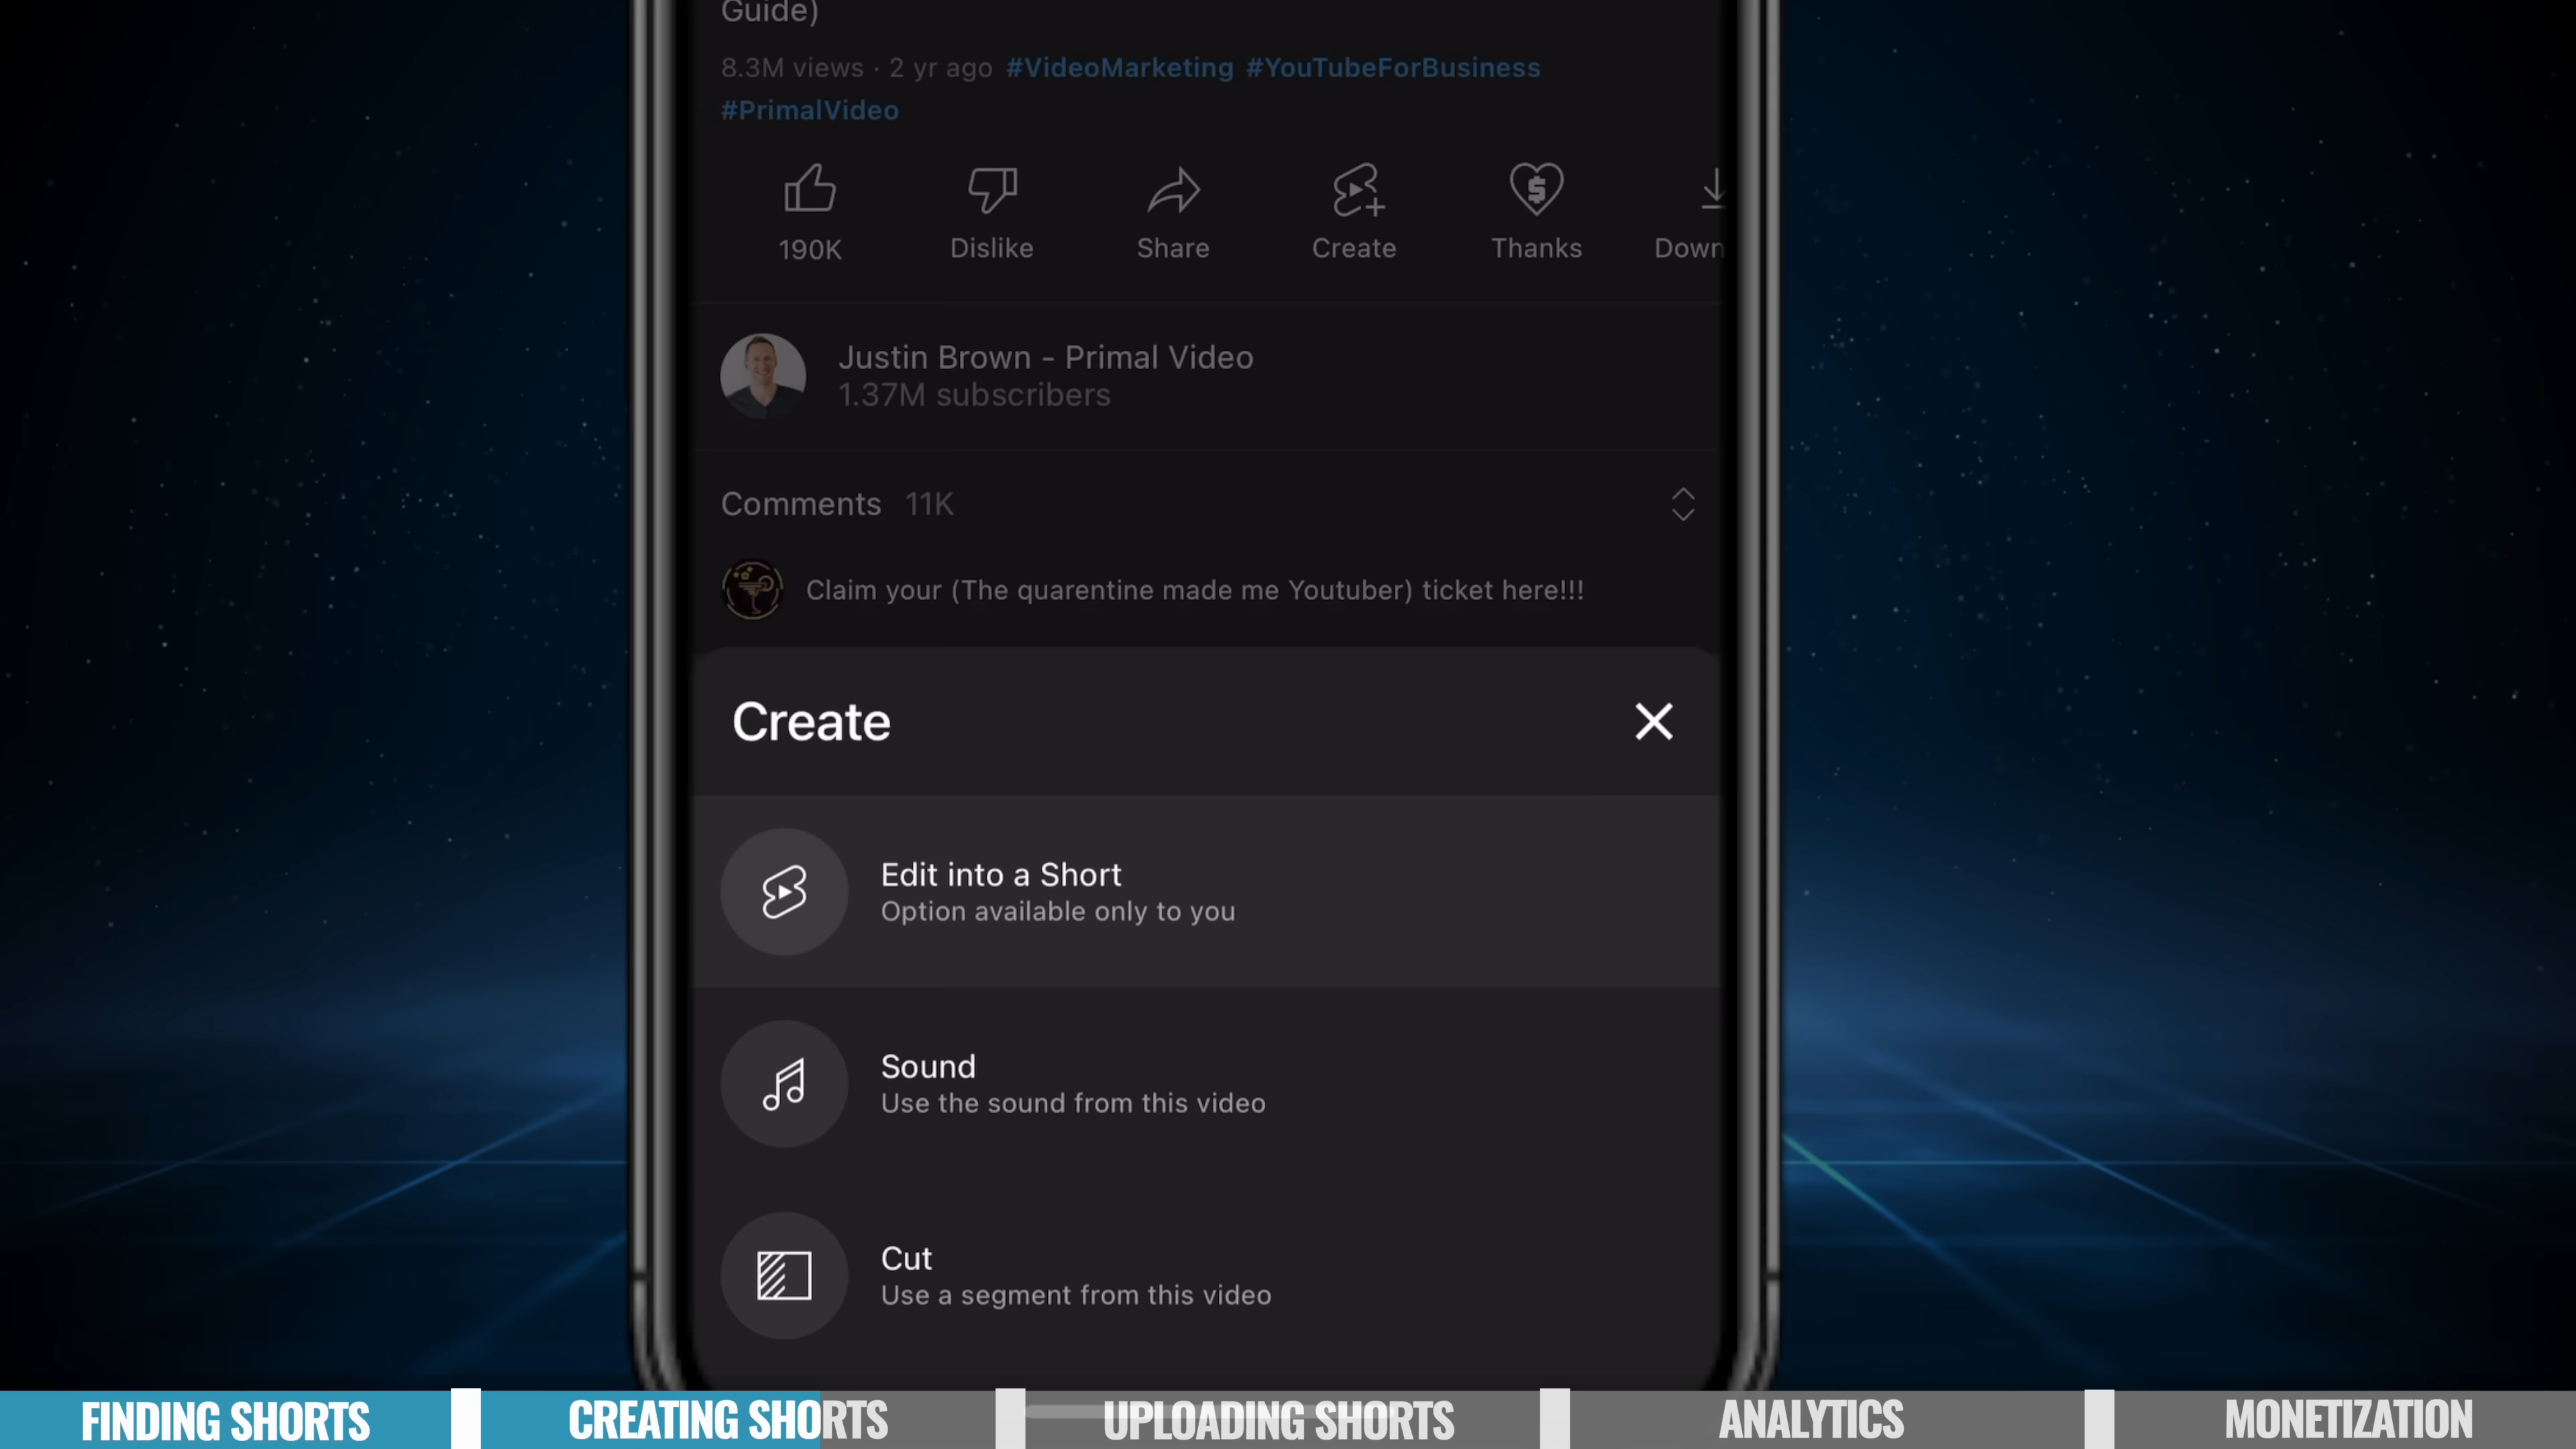 Guide)
8.3M views · 2 yr ago #VideoMarketing #YouTubeForBusiness
#PrimalVideo
190K Dislike Share Create Thanks Down
Justin Brown - Primal Video
1.37M subscribers
Comments 11K
Claim your (The quarentine made me Youtuber) ticket here!!!
Create
Edit into a Short
Option available only to you
Sound
Use the sound from this video
Cut
Use a segment from this video
FINDING SHORTS CREATING SHORTS UPLOADING SHORTS ANALYTICS MONETIZATION